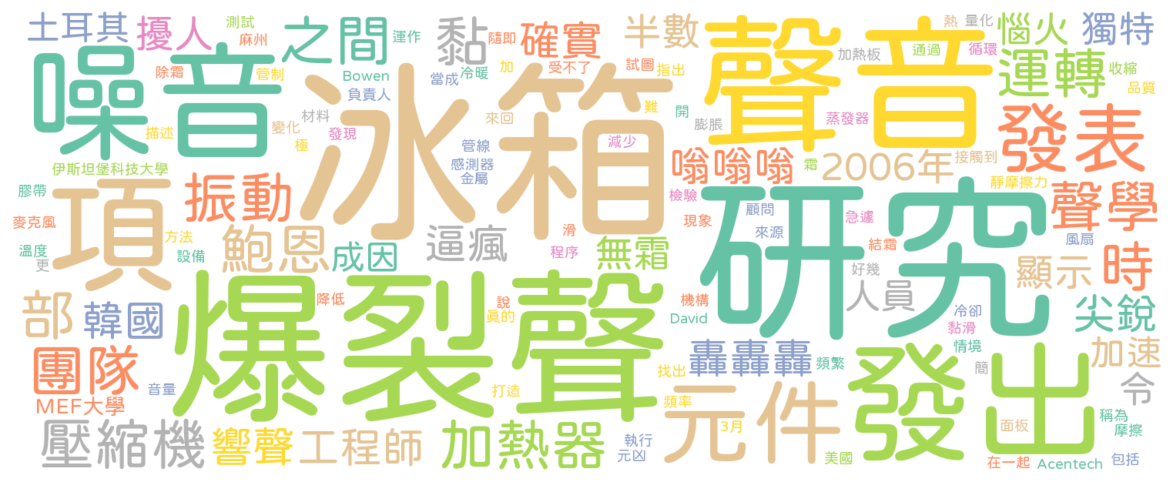 土耳其
擾人
測試
麻州
之間
運作
黏
隨即
確實
半數
熱
量化
惱火
獨特
噪音
除霜
管制
Bowen
負責人
當成
冷暖
加
受不了
試圖
指出
加熱板
通過
循環
運轉
收縮
品質
冰箱
聲音
描述
變化
極
材料
發現
來回
難
減少
開
膨脹
蒸發器
發表
伊斯坦堡科技大學
管線
感測器
金屬
嗡嗡嗡
霜
2006年
接觸到
靜摩擦力
膠帶
項
振動
檢驗
研究
聲學
麥克風
方法
鮑恩
成因
逼瘋
滑
程序
無霜
現象
顧問
來源
急遽
結霜
風扇
溫度
更
設備
顯示
時
好幾
人員
部
韓國
爆裂聲
降低
說
真的
機構
David
冷卻
黏滑
情境
尖銳
團隊
音量
打造
找出
轟轟轟
頻繁
發出
簡
加速
令
MEF大學
頻率
3月
元件
面板
稱為
摩擦
壓縮機
響聲
工程師
加熱器
執行
元凶
美國
在一起
Acentech
包括